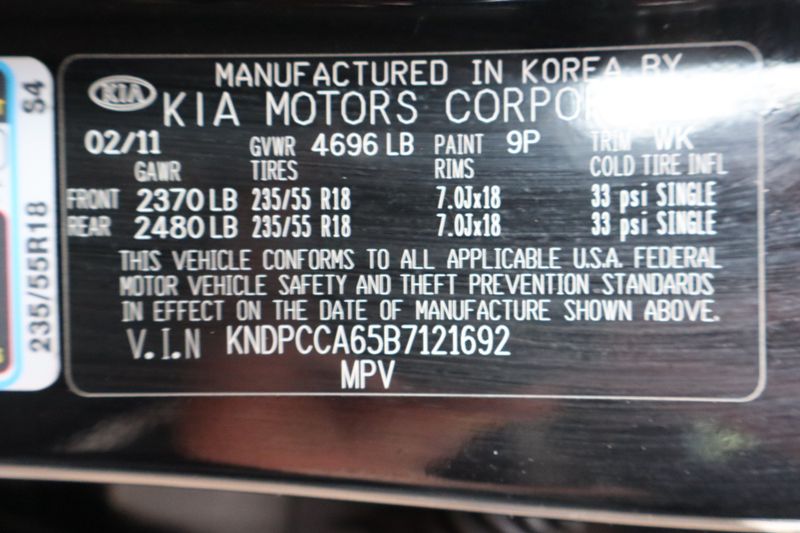 MANUFACTURED IN KOREA BY
KIA KIA MOTORS CORPOR
02/11 GVWR 4696 LB PAINT 9P TRIM WK
GAWR TIRES RIMS COLD TIRE INFL
FRONT 2370 LB 235/55 R18 7.0Jx18 33 psi SINGLE
REAR 2480 LB 235/55 R18 7.0Jx18 33 psi SINGLE
THIS VEHICLE CONFORMS TO ALL APPLICABLE U.S.A. FEDERAL
MOTOR VEHICLE SAFETY AND THEFT PREVENTION STANDARDS
IN EFFECT ON THE DATE OF MANUFACTURE SHOWN ABOVE.
V.I.N KNDPCCA65B7121692
MPV
235/55R18 S4